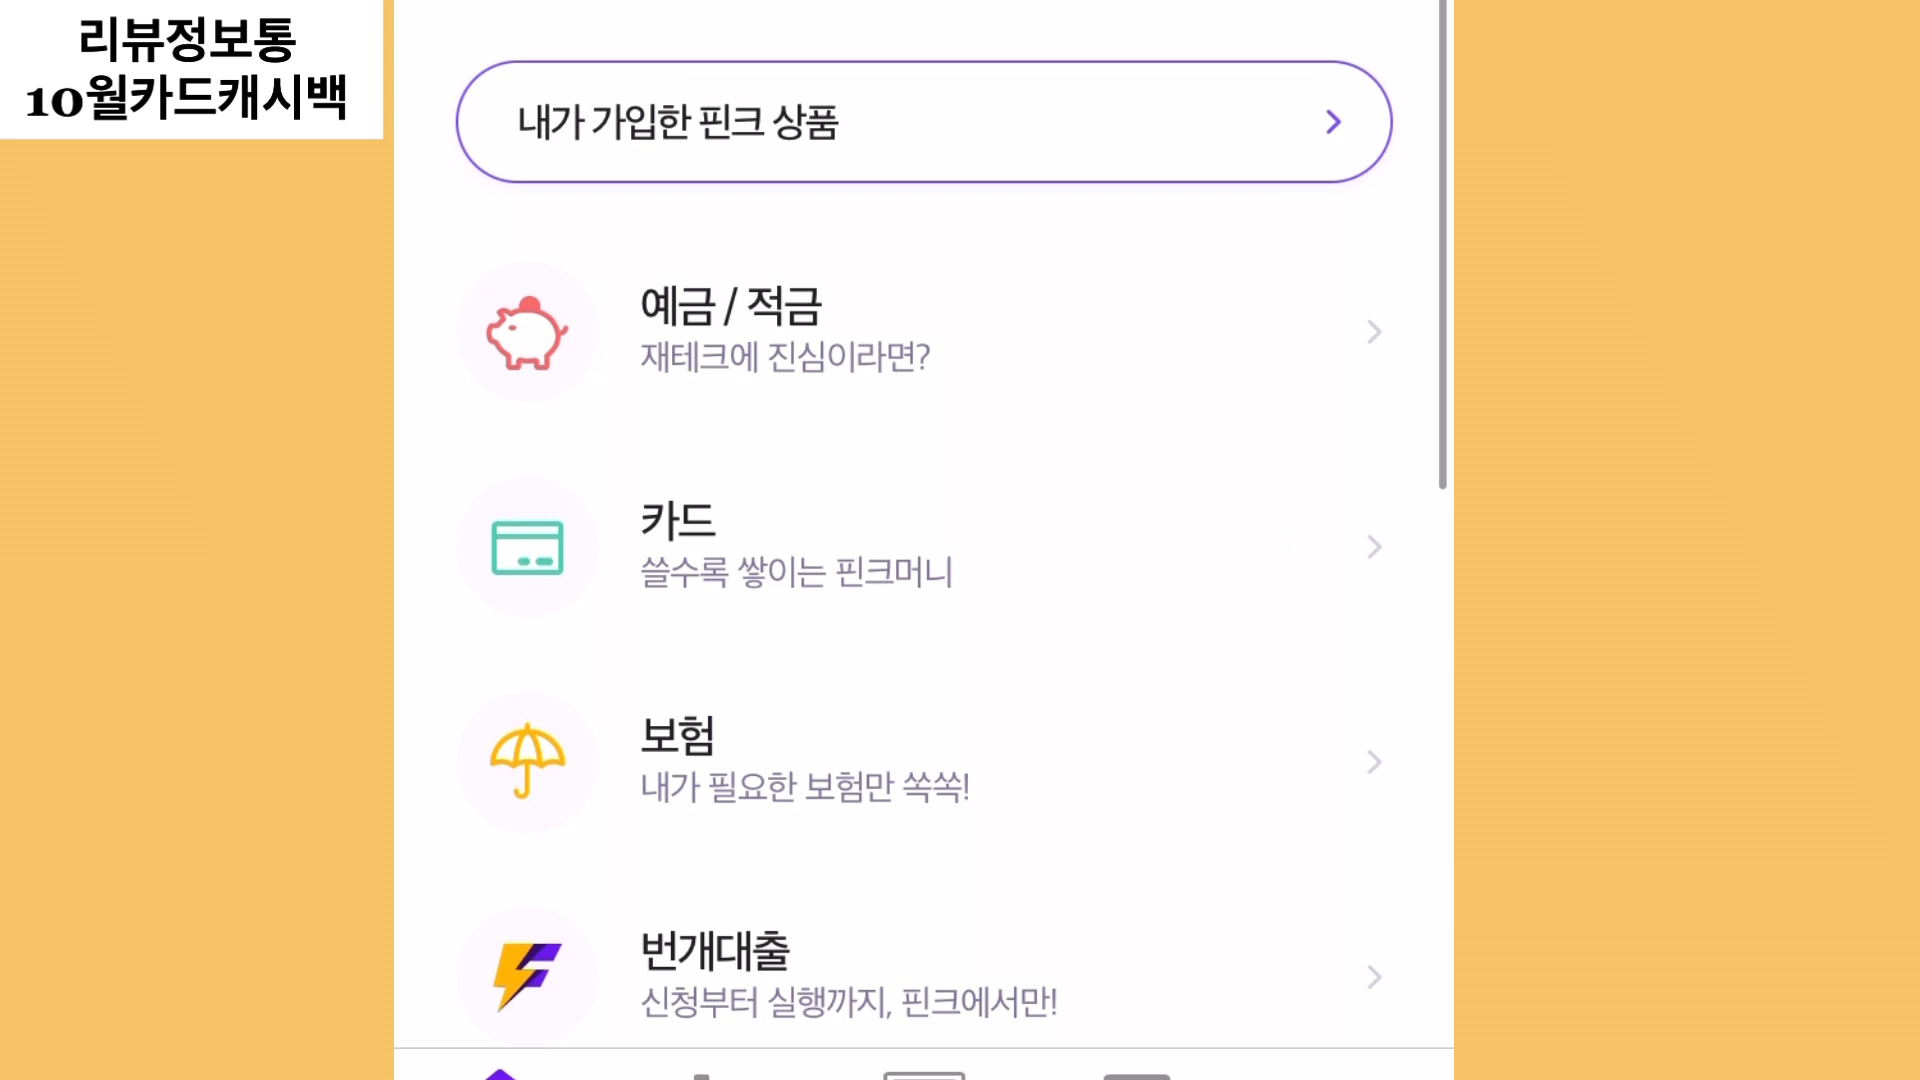 리뷰정보통
10월카드캐시백
내가 가입한 핀크 상품
예금 / 적금
재테크에 진심이라면?
카드
쓸수록 쌓이는 핀크머니
보험
내가 필요한 보험만 쏙쏙!
번개대출
신청부터 실행까지, 핀크에서만!